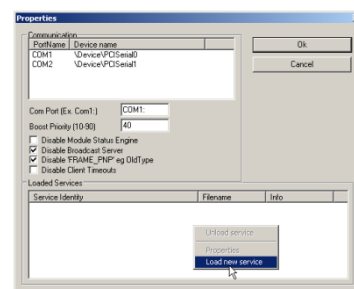 Properties
Communication
PortName Device name
COM1 \Device\PCISerial0
COM2 \Device\PCISerial1
Ok
Cancel
Com Port (Ex. Com1:) COM1:
Boost Priority (10-90) 40
Disable Module Status Engine
Disable Broadcast Server
Disable 'FRAME_PNP' eg OldType
Disable Client Timeouts
Loaded Services
Service Identity Filename Info
Unload service
Properties
Load new service